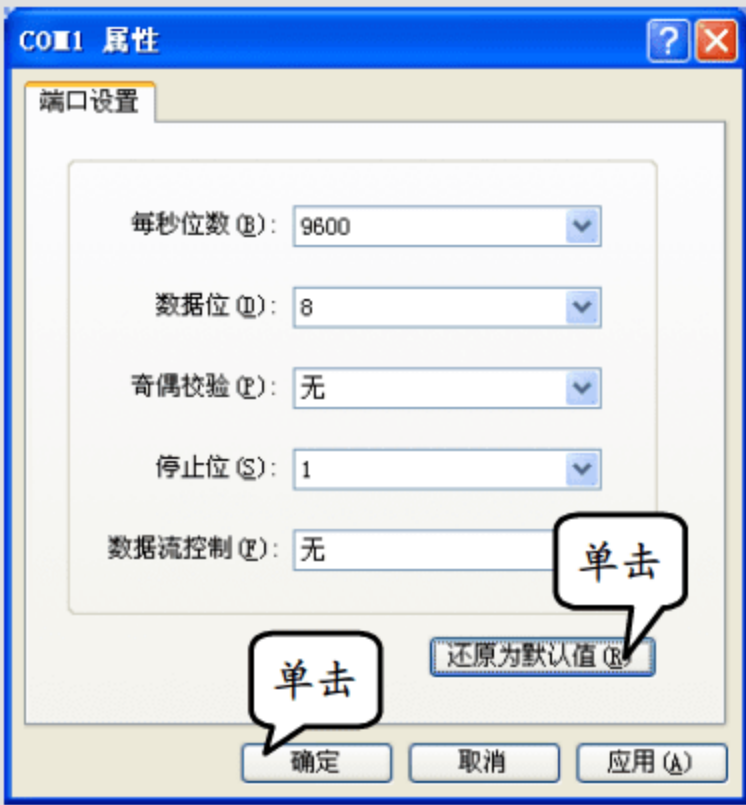 COM1 属性
端口设置
每秒位数(B): 9600
数据位(D): 8
奇偶校验(P): 无
停止位(S): 1
数据流控制(F): 无
单击
还原为默认值(R)
单击
确定 取消 应用(A)